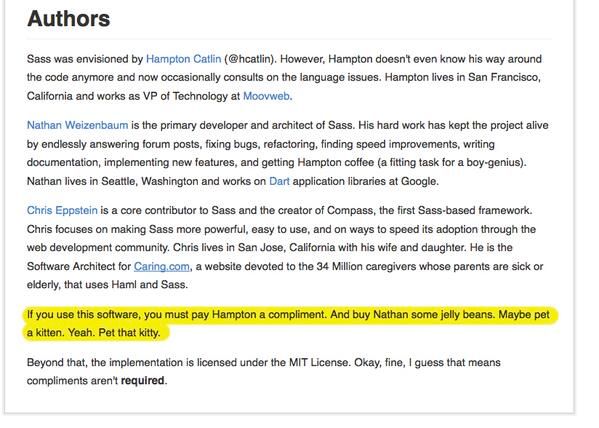 Authors
Sass was envisioned by Hampton Catlin (@hcatlin). However, Hampton doesn't even know his way around
the code anymore and now occasionally consults on the language issues. Hampton lives in San Francisco,
California and works as VP of Technology at Moovweb.
Nathan Weizenbaum is the primary developer and architect of Sass. His hard work has kept the project alive
by endlessly answering forum posts, fixing bugs, refactoring, finding speed improvements, writing
documentation, implementing new features, and getting Hampton coffee (a fitting task for a boy-genius).
Nathan lives in Seattle, Washington and works on Dart application libraries at Google.
Chris Eppstein is a core contributor to Sass and the creator of Compass, the first Sass-based framework.
Chris focuses on making Sass more powerful, easy to use, and on ways to speed its adoption through the
web development community. Chris lives in San Jose, California with his wife and daughter. He is the
Software Architect for Caring.com, a website devoted to the 34 Million caregivers whose parents are sick or
elderly, that uses Haml and Sass.
If you use this software, you must pay Hampton a compliment. And buy Nathan some jelly beans. Maybe pet
a kitten. Yeah. Pet that kitty.
Beyond that, the implementation is licensed under the MIT License. Okay, fine, I guess that means
compliments aren't required.